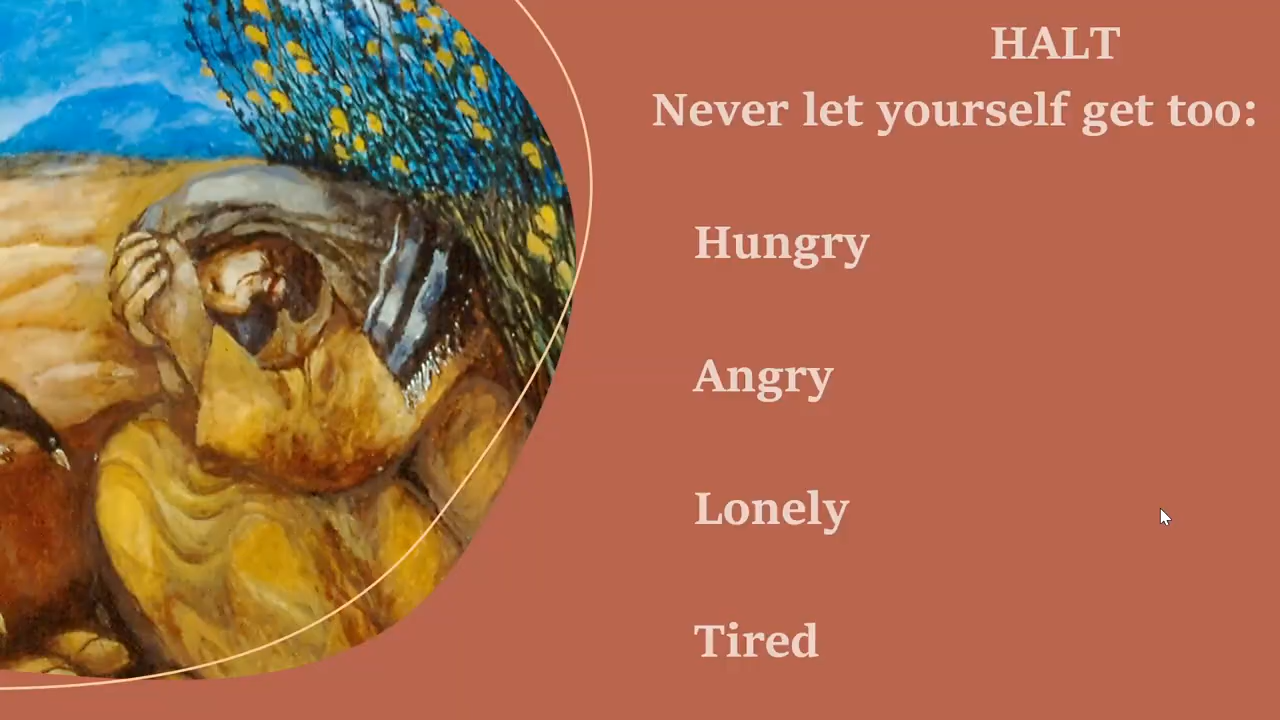 HALT
Never let yourself get too:
Hungry
Angry
Lonely
Tired